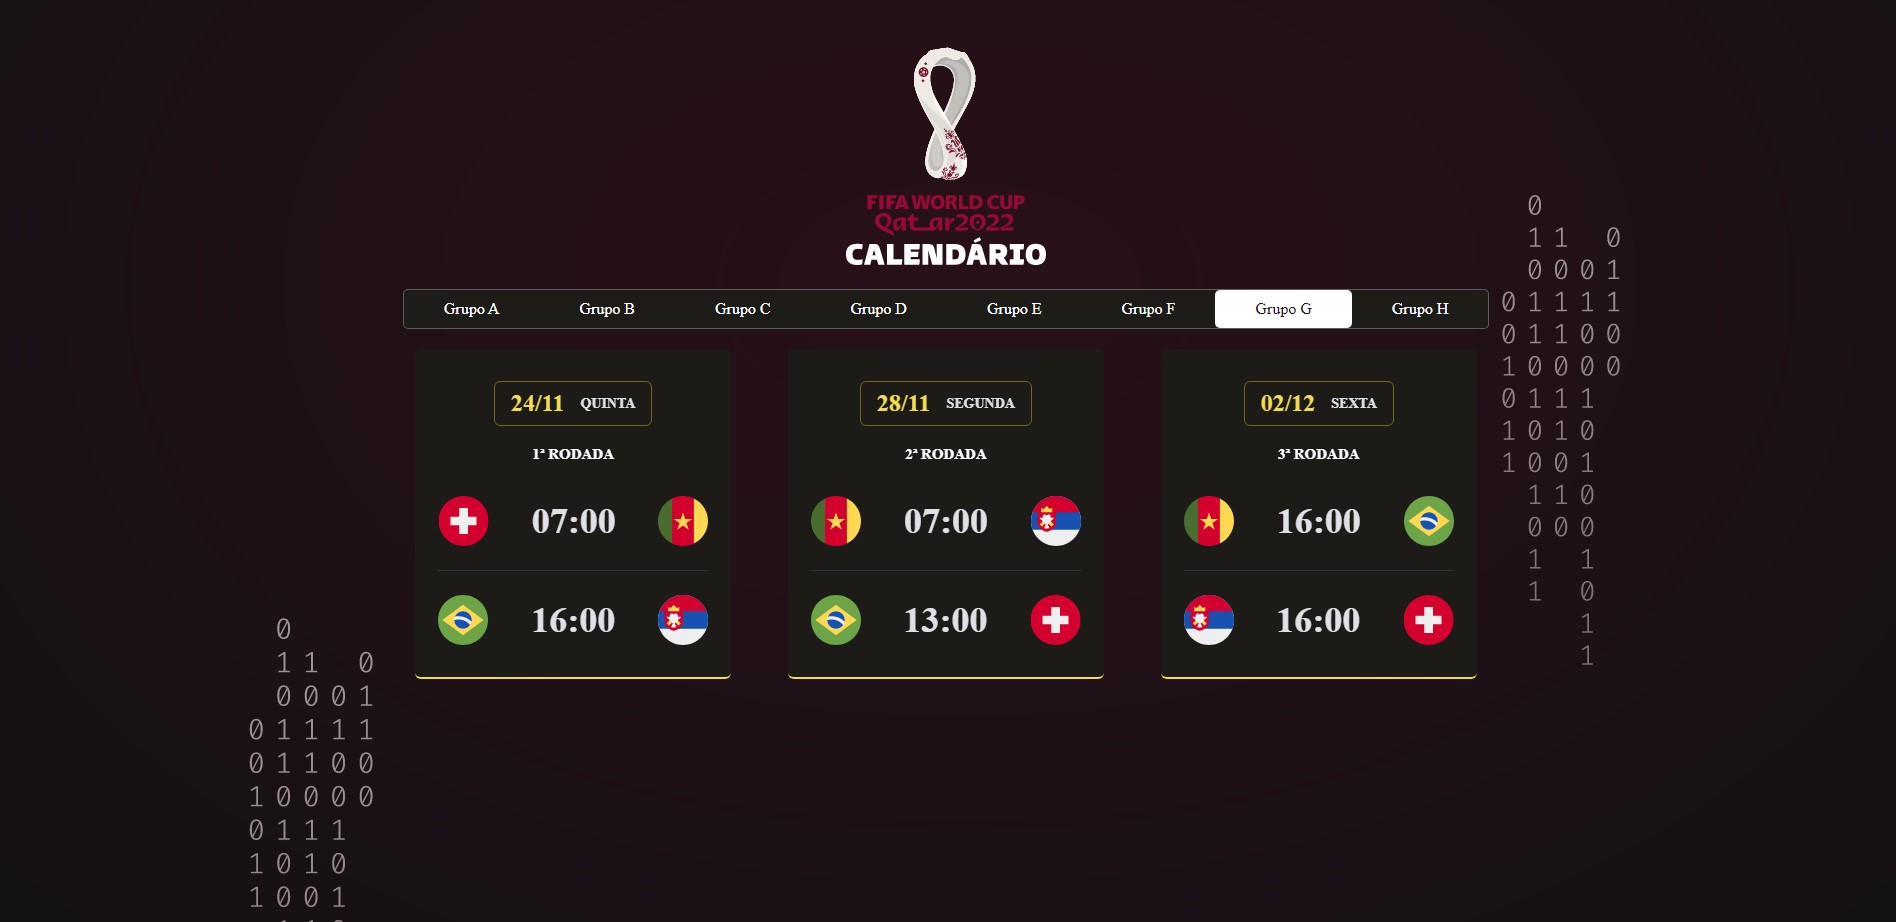 FIFA WORLD CUP
Qatar2022
CALENDÁRIO
Grupo A Grupo B Grupo C Grupo D Grupo E Grupo F Grupo G Grupo H
24/11 QUINTA
1ª RODADA
07:00
16:00
28/11 SEGUNDA
2ª RODADA
07:00
13:00
02/12 SEXTA
3ª RODADA
16:00
16:00
0
1 1 0
0 0 0 1
0 1 1 1 1
0 1 1 0 0
1 0 0 0 0
0 1 1 1
1 0 1 0
1 0 0 1
1 1 0
0 0 0
1 1
1 0
1
1
0
1 1 0
0 0 0 1
0 1 1 1 1
0 1 1 0 0
1 0 0 0 0
0 1 1 1
1 0 1 0
1 0 0 1
1 1 0